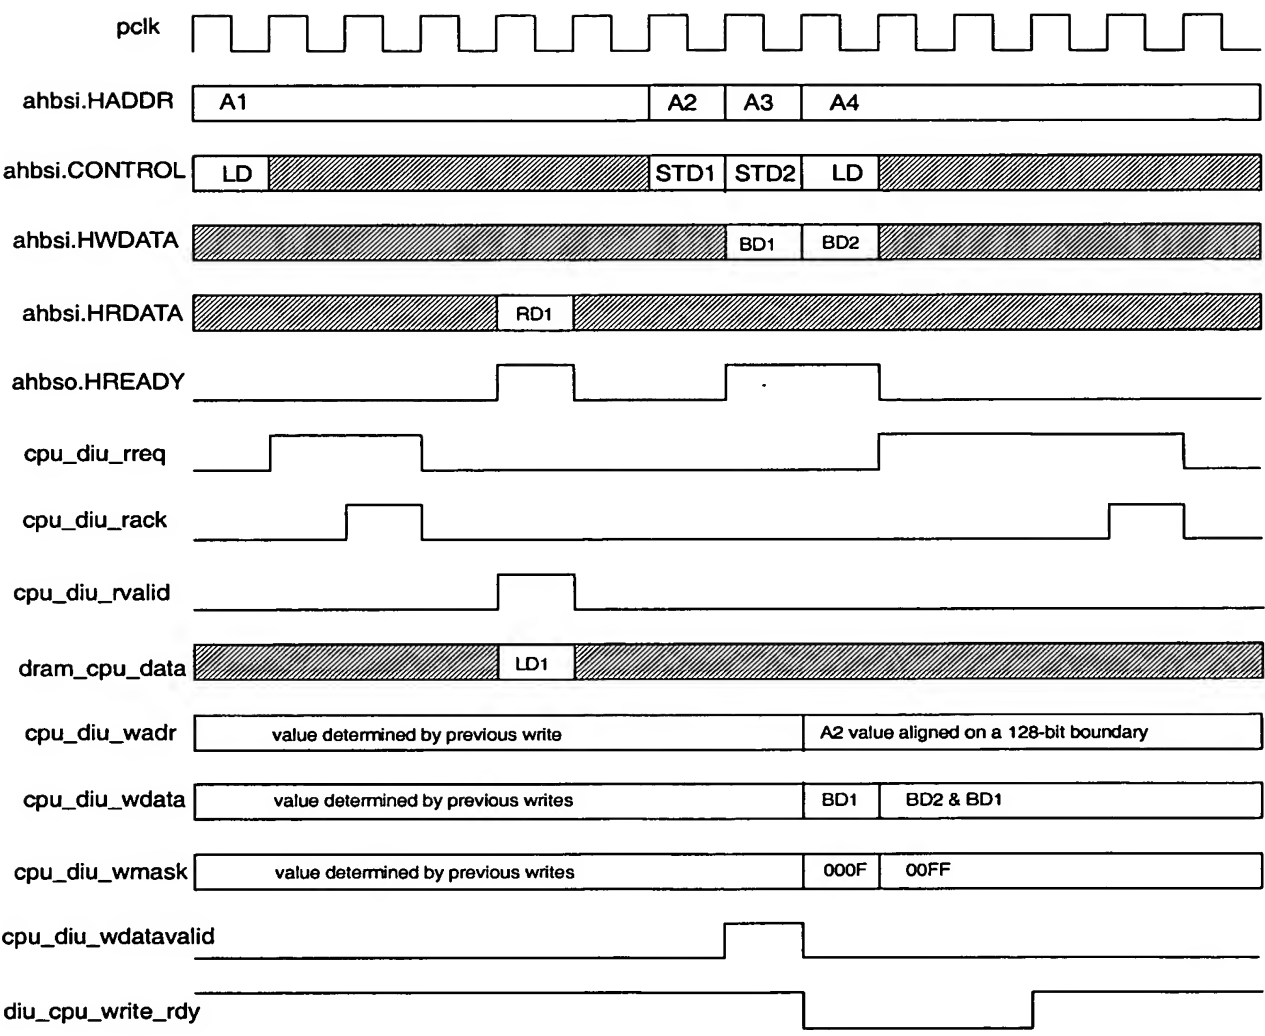 pclk
ahbsi.HADDR A1 A2 A3 A4
ahbsi.CONTROL LD STD1 STD2 LD
ahbsi.HWDATA BD1 BD2
ahbsi.HRDATA RD1
ahbso.HREADY
cpu_diu_rreq
cpu_diu_rack
cpu_diu_rvalid
dram_cpu_data LD1
cpu_diu_wadr value determined by previous write A2 value aligned on a 128-bit boundary
cpu_diu_wdata value determined by previous writes BD1 BD2 & BD1
cpu_diu_wmask value determined by previous writes 000F 00FF
cpu_diu_wdatavalid
diu_cpu_write_rdy